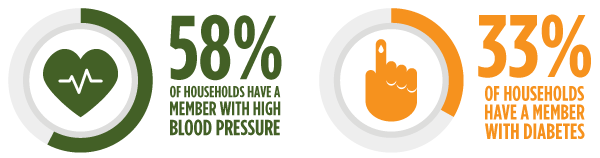 58%
OF HOUSEHOLDS HAVE A
MEMBER WITH HIGH
BLOOD PRESSURE
33%
OF HOUSEHOLDS
HAVE A MEMBER
WITH DIABETES